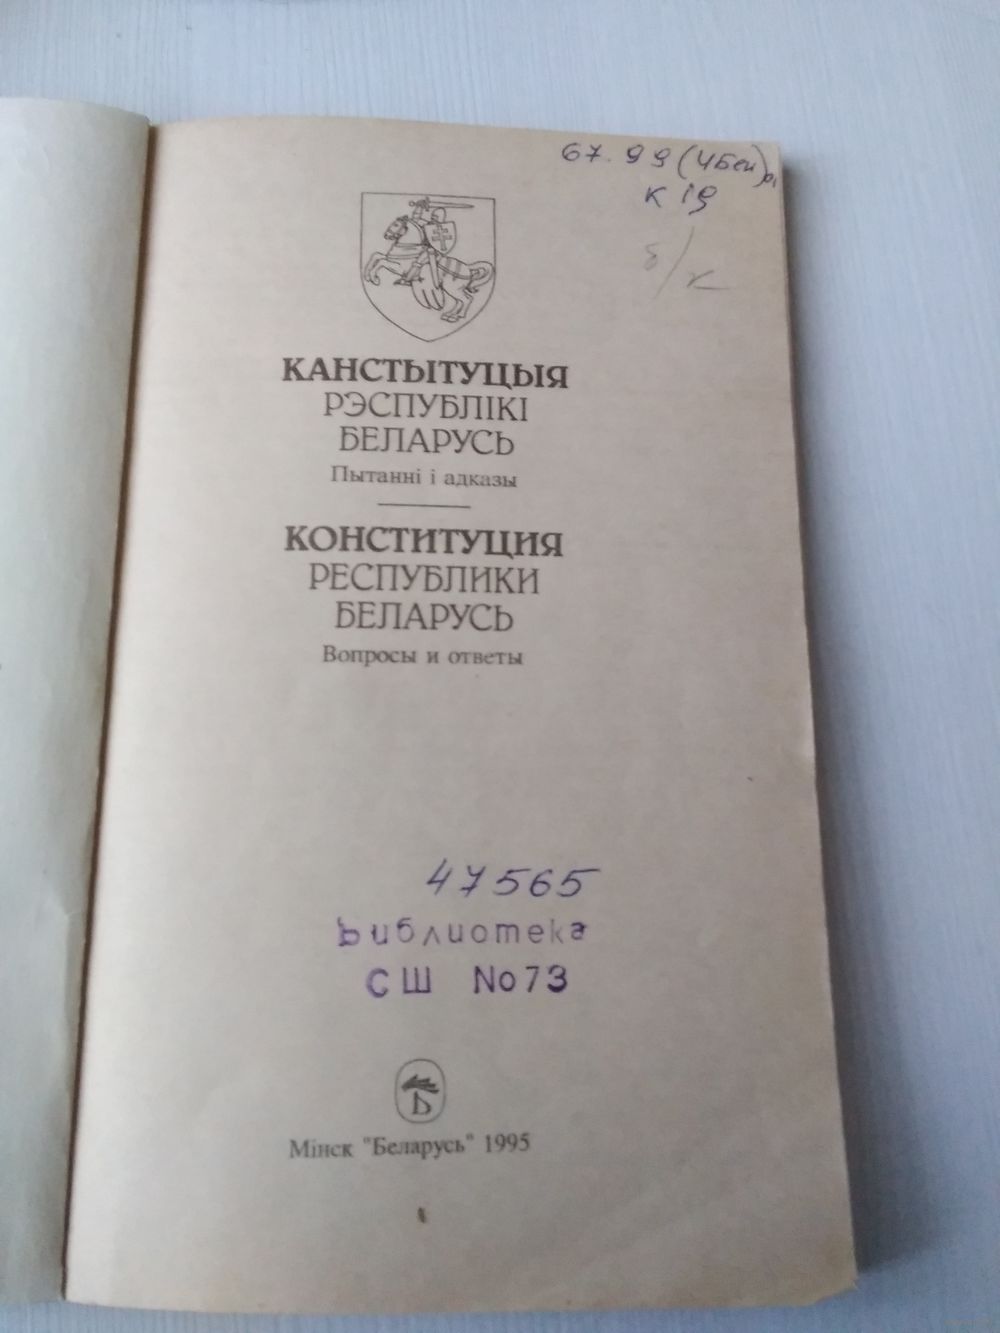 67.99(4Беи)
К 19
б/к
КАНСТЫТУЦЫЯ
РЭСПУБЛІКІ
БЕЛАРУСЬ
Пытанні і адказы
КОНСТИТУЦИЯ
РЕСПУБЛИКИ
БЕЛАРУСЬ
Вопросы и ответы
47565
Библиотека
СШ №73
Б
Мінск "Беларусь" 1995